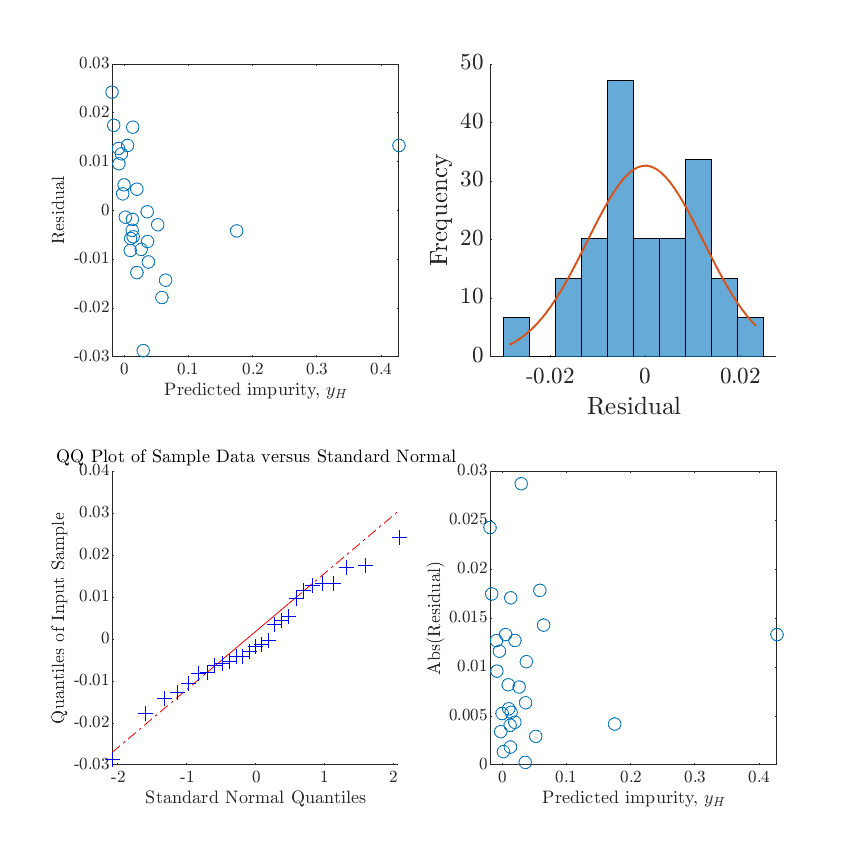 0.03
0.02
0.01
0
-0.01
-0.02
-0.03
0 0.1 0.2 0.3 0.4
Predicted impurity, y_H
Residual
50
40
30
20
10
0
-0.02 0 0.02
Residual
Frequency
QQ Plot of Sample Data versus Standard Normal
0.04
0.03
0.02
0.01
0
-0.01
-0.02
-0.03
-2 -1 0 1 2
Standard Normal Quantiles
Quantiles of Input Sample
0.03
0.025
0.02
0.015
0.01
0.005
0
0 0.1 0.2 0.3 0.4
Predicted impurity, y_H
Abs(Residual)